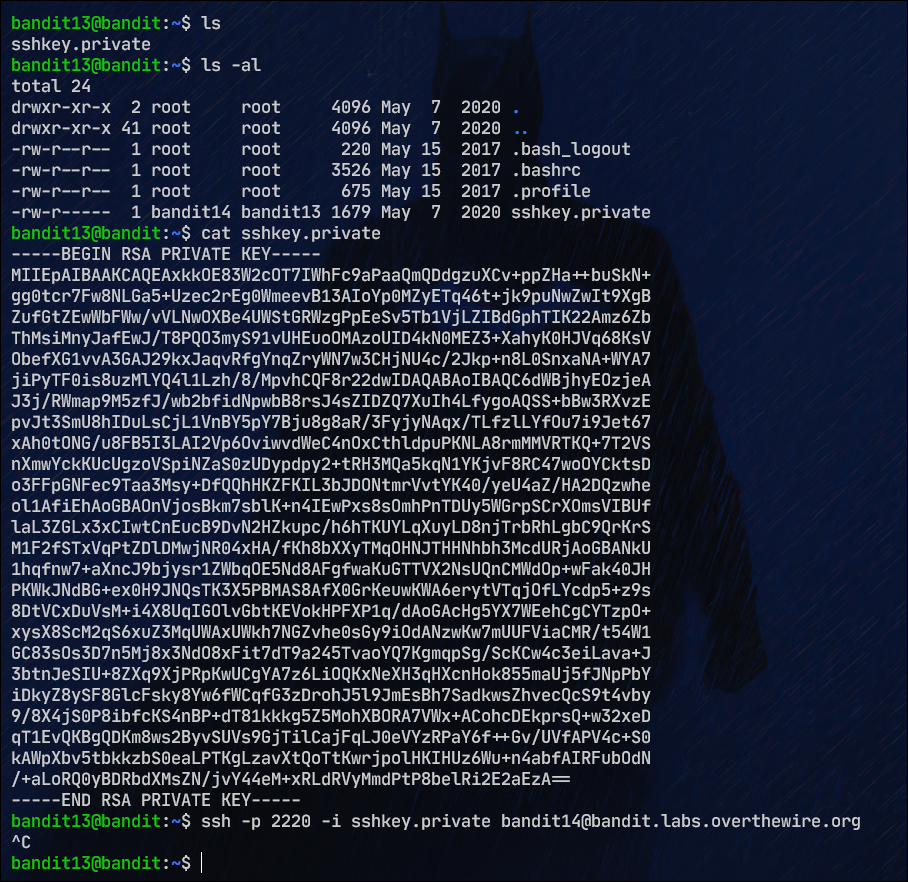 bandit13@bandit:~$ ls
sshkey.private
bandit13@bandit:~$ ls -al
total 24
drwxr-xr-x  2 root     root     4096 May  7  2020 .
drwxr-xr-x 41 root     root     4096 May  7  2020 ..
-rw-r--r--  1 root     root      220 May 15  2017 .bash_logout
-rw-r--r--  1 root     root     3526 May 15  2017 .bashrc
-rw-r--r--  1 root     root      675 May 15  2017 .profile
-rw-r-----  1 bandit14 bandit13 1679 May  7  2020 sshkey.private
bandit13@bandit:~$ cat sshkey.private
-----BEGIN RSA PRIVATE KEY-----
MIIEpAIBAAKCAQEAxkkOE83W2cOT7IWhFc9aPaaQmQDdgzuXCv+ppZHa++buSkN+
gg0tcr7Fw8NLGa5+Uzec2rEg0WmeevB13AIoYp0MZyETq46t+jk9puNwZwIt9XgB
ZufGtZEwWbFWw/vVLNwOXBe4UWStGRWzgPpEeSv5Tb1VjLZIBdGphTIK22Amz6Zb
ThMsiMnyJafEwJ/T8PQO3myS91vUHEuoOMAzoUID4kN0MEZ3+XahyK0HJVq68KsV
ObefXG1vvA3GAJ29kxJaqvRfgYnqZryWN7w3CHjNU4c/2Jkp+n8L0SnxaNA+WYA7
jiPyTF0is8uzMlYQ4l1Lzh/8/MpvhCQF8r22dwIDAQABAoIBAQC6dWBjhyEOzjeA
J3j/RWmap9M5zfJ/wb2bfidNpwbB8rsJ4sZIDZQ7XuIh4LfygoAQSS+bBw3RXvzE
pvJt3SmU8hIDuLsCjL1VnBY5pY7Bju8g8aR/3FyjyNAqx/TLfzlLYfOu7i9Jet67
xAh0tONG/u8FB5I3LAI2Vp6OviwvdWeC4nOxCthldpuPKNLA8rmMMVRTKQ+7T2VS
nXmwYckKUcUgzoVSpiNZaS0zUDypdpy2+tRH3MQa5kqN1YKjvF8RC47woOYCktsD
o3FFpGNFec9Taa3Msy+DfQQhHKZFKIL3bJDONtmrVvtYK40/yeU4aZ/HA2DQzwhe
ol1AfiEhAoGBAOnVjosBkm7sblK+n4IEwPxs8sOmhPnTDUy5WGrpSCrXOmsVIBUf
laL3ZGLx3xCIwtCnEucB9DvN2HZkupc/h6hTKUYLqXuyLD8njTrbRhLgbC9QrKrS
M1F2fSTxVqPtZDlDMwjNR04xHA/fKh8bXXyTMqOHNJTHHNhbh3McdURjAoGBANkU
1hqfnw7+aXncJ9bjysr1ZWbqOE5Nd8AFgfwaKuGTTVX2NsUQnCMWdOp+wFak40JH
PKWkJNdBG+ex0H9JNQsTK3X5PBMAS8AfX0GrKeuwKWA6erytVTqjOfLYcdp5+z9s
8DtVCxDuVsM+i4X8UqIGOlvGbtKEVokHPFXP1q/dAoGAcHg5YX7WEehCgCYTzpO+
xysX8ScM2qS6xuZ3MqUWAxUWkh7NGZvhe0sGy9iOdANzwKw7mUUFViaCMR/t54W1
GC83sOs3D7n5Mj8x3NdO8xFit7dT9a245TvaoYQ7KgmqpSg/ScKCw4c3eiLava+J
3btnJeSIU+8ZXq9XjPRpKwUCgYA7z6LiOQKxNeXH3qHXcnHok855maUj5fJNpPbY
iDkyZ8ySF8GlcFsky8Yw6fWCqfG3zDrohJ5l9JmEsBh7SadkwsZhvecQcS9t4vby
9/8X4jS0P8ibfcKS4nBP+dT81kkkg5Z5MohXBORA7VWx+ACohcDEkprsQ+w32xeD
qT1EvQKBgQDKm8ws2ByvSUVs9GjTilCajFqLJ0eVYzRPaY6f++Gv/UVfAPV4c+S0
kAWpXbv5tbkkzbS0eaLPTKgLzavXtQoTtKwrjpolHKIHUz6Wu+n4abfAIRFubOdN
/+aLoRQ0yBDRbdXMsZN/jvY44eM+xRLdRVyMmdPtP8belRi2E2aEzA==
-----END RSA PRIVATE KEY-----
bandit13@bandit:~$ ssh -p 2220 -i sshkey.private bandit14@bandit.labs.overthewire.org
^C
bandit13@bandit:~$